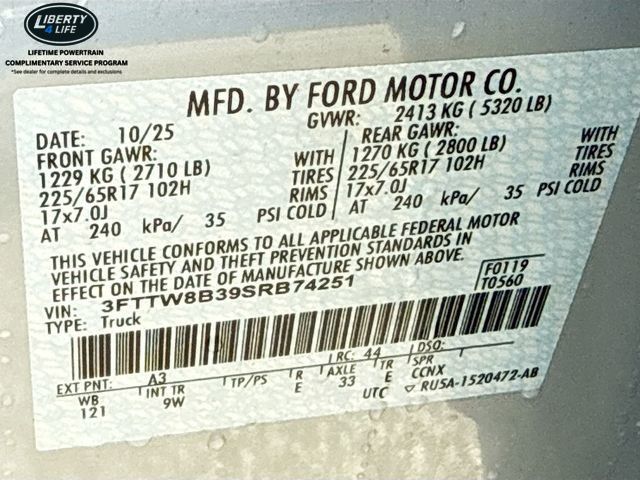 LIBERTY
4 LIFE
LIFETIME POWERTRAIN
COMPLIMENTARY SERVICE PROGRAM
*See dealer for complete details and exclusions
MFD. BY FORD MOTOR CO.
DATE: 10/25 GVWR: 2413 KG ( 5320 LB)
FRONT GAWR: REAR GAWR:
1229 KG ( 2710 LB) WITH 1270 KG ( 2800 LB) WITH
225/65R17 102H TIRES 225/65R17 102H TIRES
17x7.0J RIMS 17x7.0J RIMS
AT 240 kPa/ 35 PSI COLD AT 240 kPa/ 35 PSI COLD
THIS VEHICLE CONFORMS TO ALL APPLICABLE FEDERAL MOTOR
VEHICLE SAFETY AND THEFT PREVENTION STANDARDS IN
EFFECT ON THE DATE OF MANUFACTURE SHOWN ABOVE.
VIN: 3FTTW8B39SRB74251 F0119
TYPE: Truck T0560
EXT PNT: A3 RC: 44 DSO:
WB INT TR TP/PS R AXLE TR SPR
121 9W E 33 E CCNX
UTC ▽ RU5A-1520472-AB